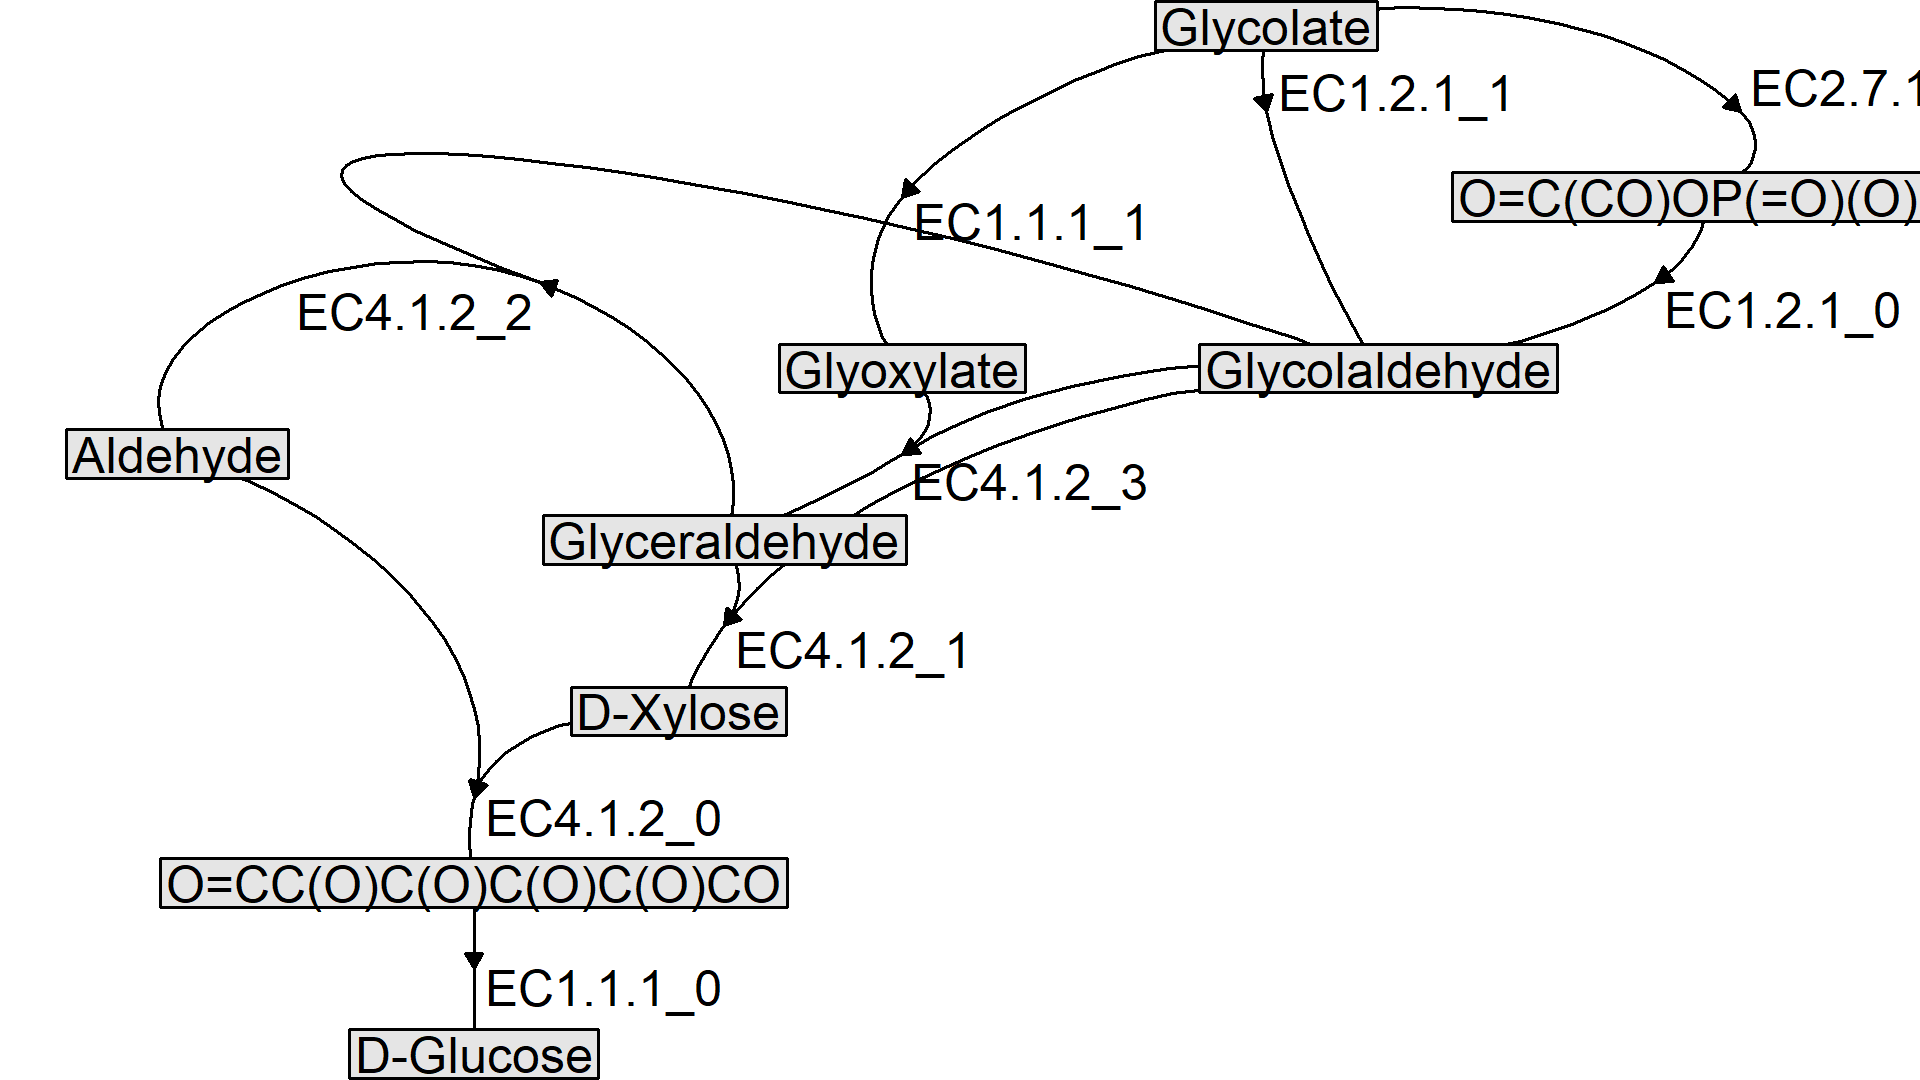 Glycolate
EC1.2.1_1
EC2.7.1
O=C(CO)OP(=O)(O)
EC1.1.1_1
EC4.1.2_2
EC1.2.1_0
Glyoxylate
Glycolaldehyde
Aldehyde
EC4.1.2_3
Glyceraldehyde
EC4.1.2_1
D-Xylose
EC4.1.2_0
O=CC(O)C(O)C(O)C(O)CO
EC1.1.1_0
D-Glucose